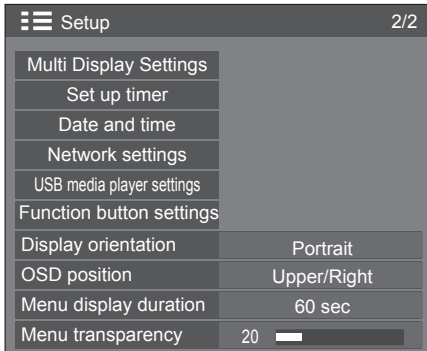 Setup 2/2
Multi Display Settings
Set up timer
Date and time
Network settings
USB media player settings
Function button settings
Display orientation Portrait
OSD position Upper/Right
Menu display duration 60 sec
Menu transparency 20